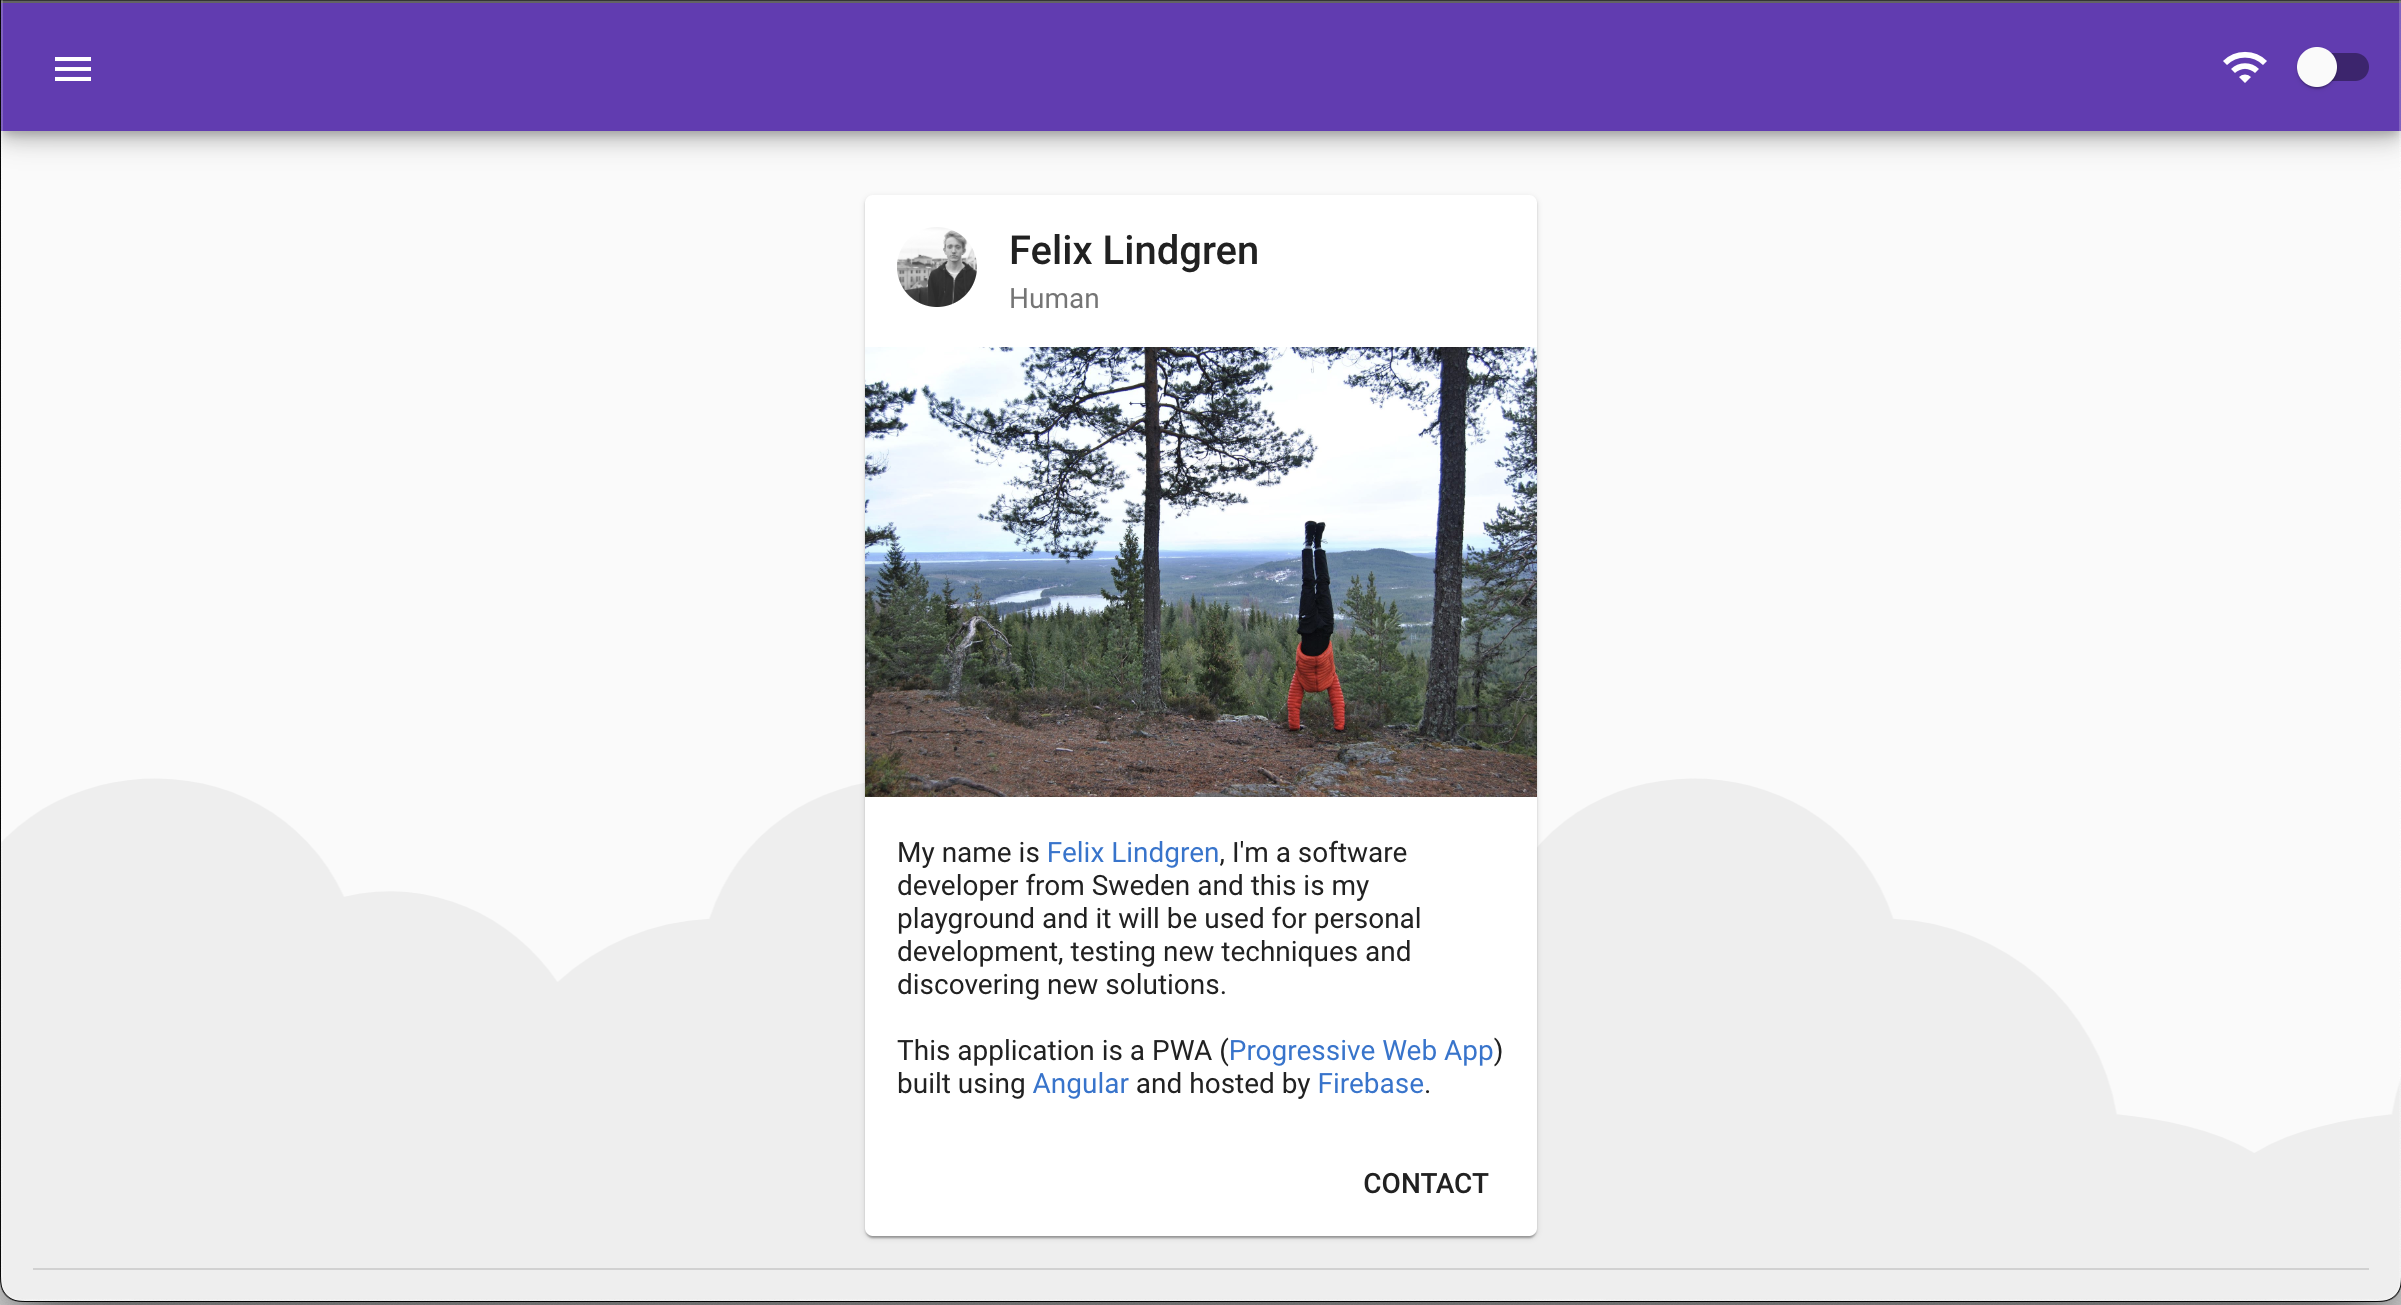 Felix Lindgren
Human
My name is Felix Lindgren, I'm a software
developer from Sweden and this is my
playground and it will be used for personal
development, testing new techniques and
discovering new solutions.
This application is a PWA (Progressive Web App)
built using Angular and hosted by Firebase.
CONTACT